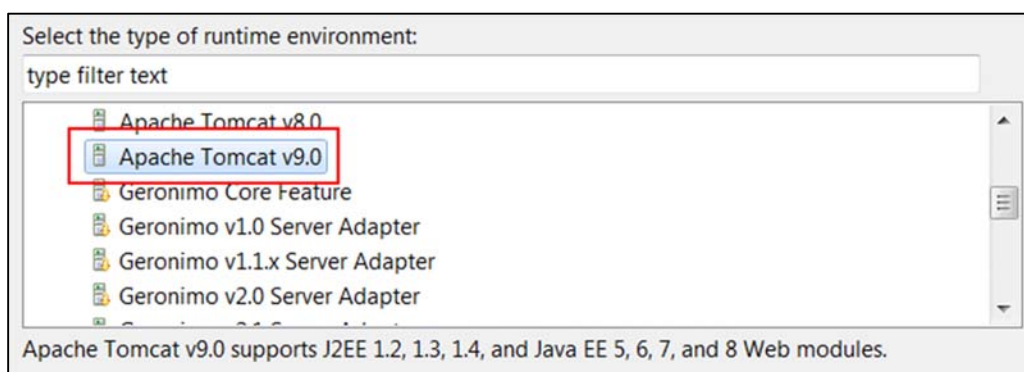 Select the type of runtime environment:
type filter text
Apache Tomcat v8.0
Apache Tomcat v9.0
Geronimo Core Feature
Geronimo v1.0 Server Adapter
Geronimo v1.1.x Server Adapter
Geronimo v2.0 Server Adapter
Apache Tomcat v9.0 supports J2EE 1.2, 1.3, 1.4, and Java EE 5, 6, 7, and 8 Web modules.